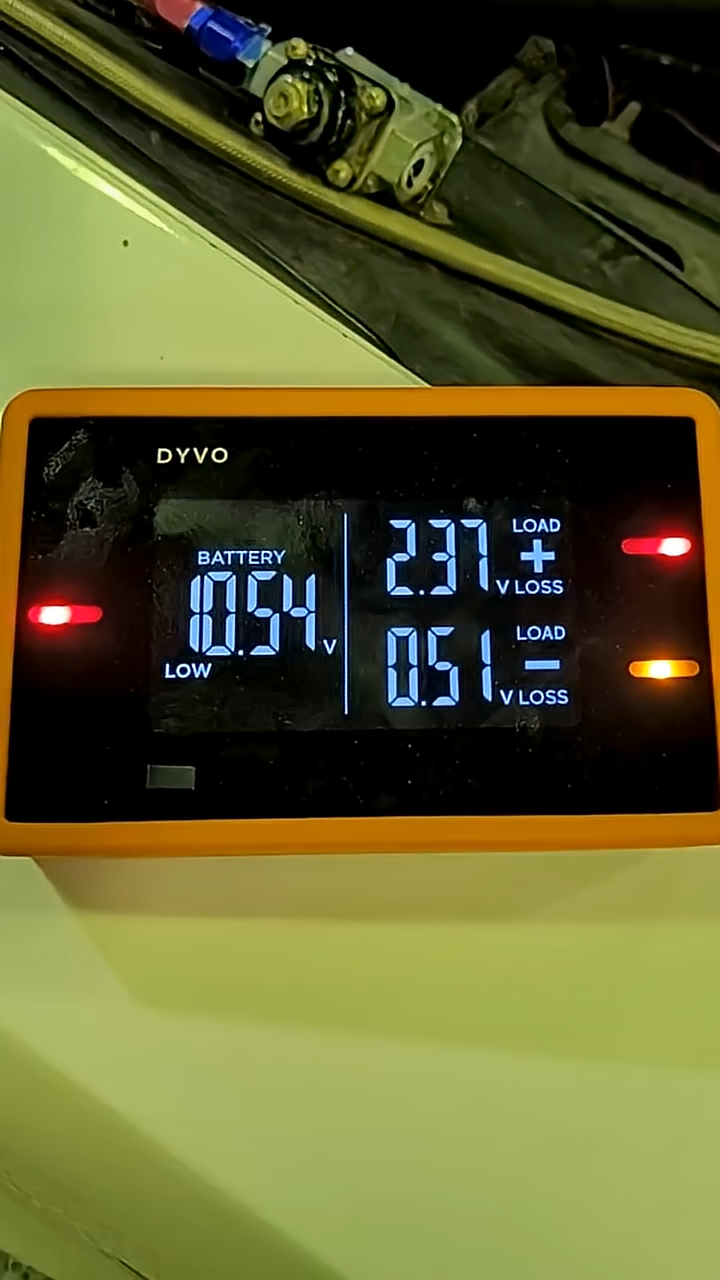 DYVO
BATTERY
10.54 V
LOW
2.37 LOAD + V LOSS
0.51 LOAD − V LOSS